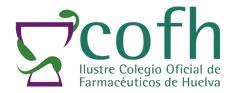 cofh
Ilustre Colegio Oficial de
Farmacéuticos de Huelva